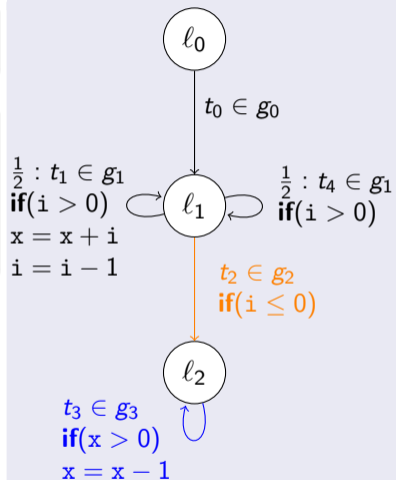 ℓ₀
t₀ ∈ g₀
½ : t₁ ∈ g₁
if(i > 0)
x = x + i
i = i − 1
ℓ₁
½ : t₄ ∈ g₁
if(i > 0)
t₂ ∈ g₂
if(i ≤ 0)
ℓ₂
t₃ ∈ g₃
if(x > 0)
x = x − 1